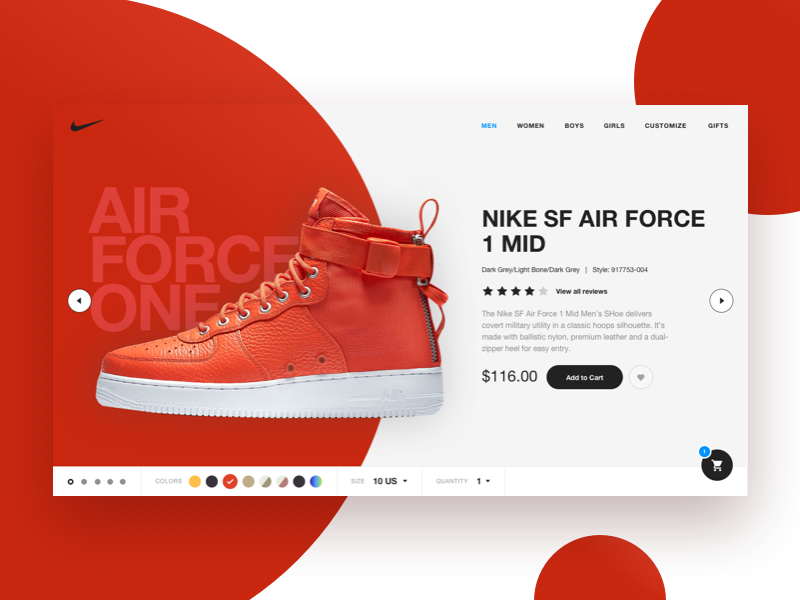 MEN WOMEN BOYS GIRLS CUSTOMIZE GIFTS
AIR
FORCE
ONE
NIKE SF AIR FORCE
1 MID
Dark Grey/Light Bone/Dark Grey | Style: 917753-004
View all reviews
The Nike SF Air Force 1 Mid Men's SHoe delivers
covert military utility in a classic hoops silhouette. It's
made with ballistic nylon, premium leather and a dual-
zipper heel for easy entry.
$116.00 Add to Cart
AIR
1
COLORS SIZE 10 US QUANTITY 1